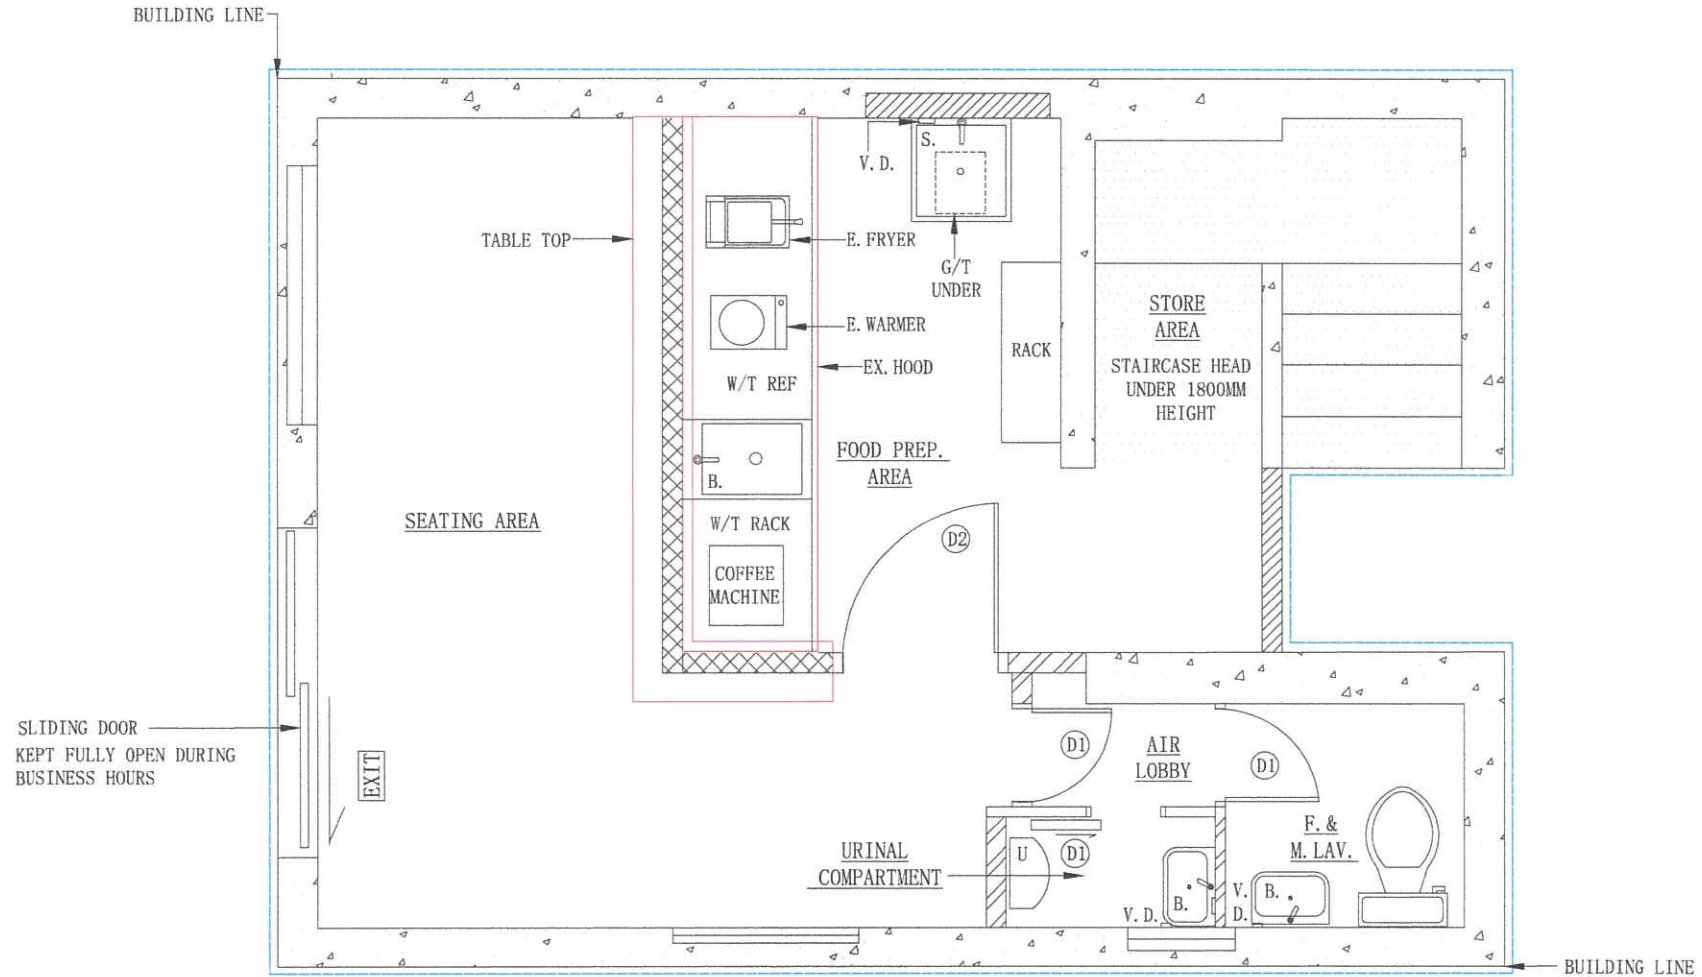 BUILDING LINE
TABLE TOP
E. FRYER
E. WARMER
W/T REF
EX. HOOD
B.
W/T RACK
COFFEE
MACHINE
SEATING AREA
S.
V. D.
G/T
UNDER
RACK
FOOD PREP.
AREA
STORE
AREA
STAIRCASE HEAD
UNDER 1800MM
HEIGHT
D2
SLIDING DOOR
KEPT FULLY OPEN DURING
BUSINESS HOURS
EXIT
D1
AIR
LOBBY
D1
URINAL
COMPARTMENT
U
D1
V. D.
B.
F. &
M. LAV.
V.
D.
B.
BUILDING LINE